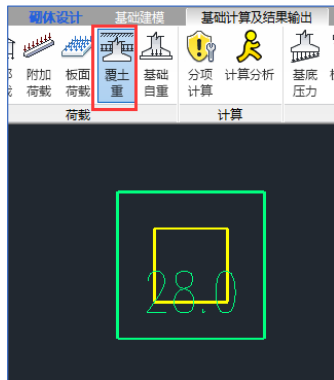 砌体设计 基础建模 基础计算及结果输出
附加 板面 覆土 基础 分项 计算分析 基底
荷载 荷载 重 自重 计算 压力
荷载 计算
28.0